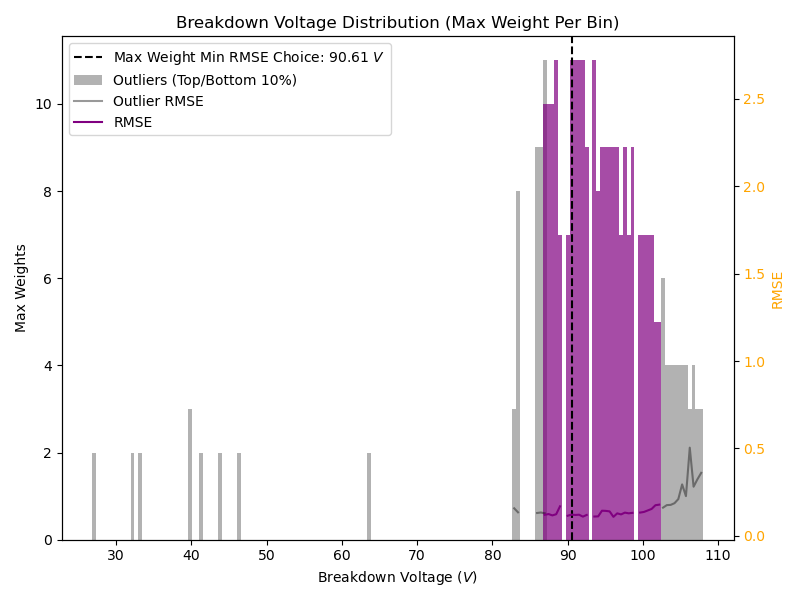 Breakdown Voltage Distribution (Max Weight Per Bin)
Max Weight Min RMSE Choice: 90.61 V
Outliers (Top/Bottom 10%)
Outlier RMSE
RMSE
Max Weights
10
8
6
4
2
0
RMSE
2.5
2.0
1.5
1.0
0.5
0.0
30 40 50 60 70 80 90 100 110
Breakdown Voltage (V)